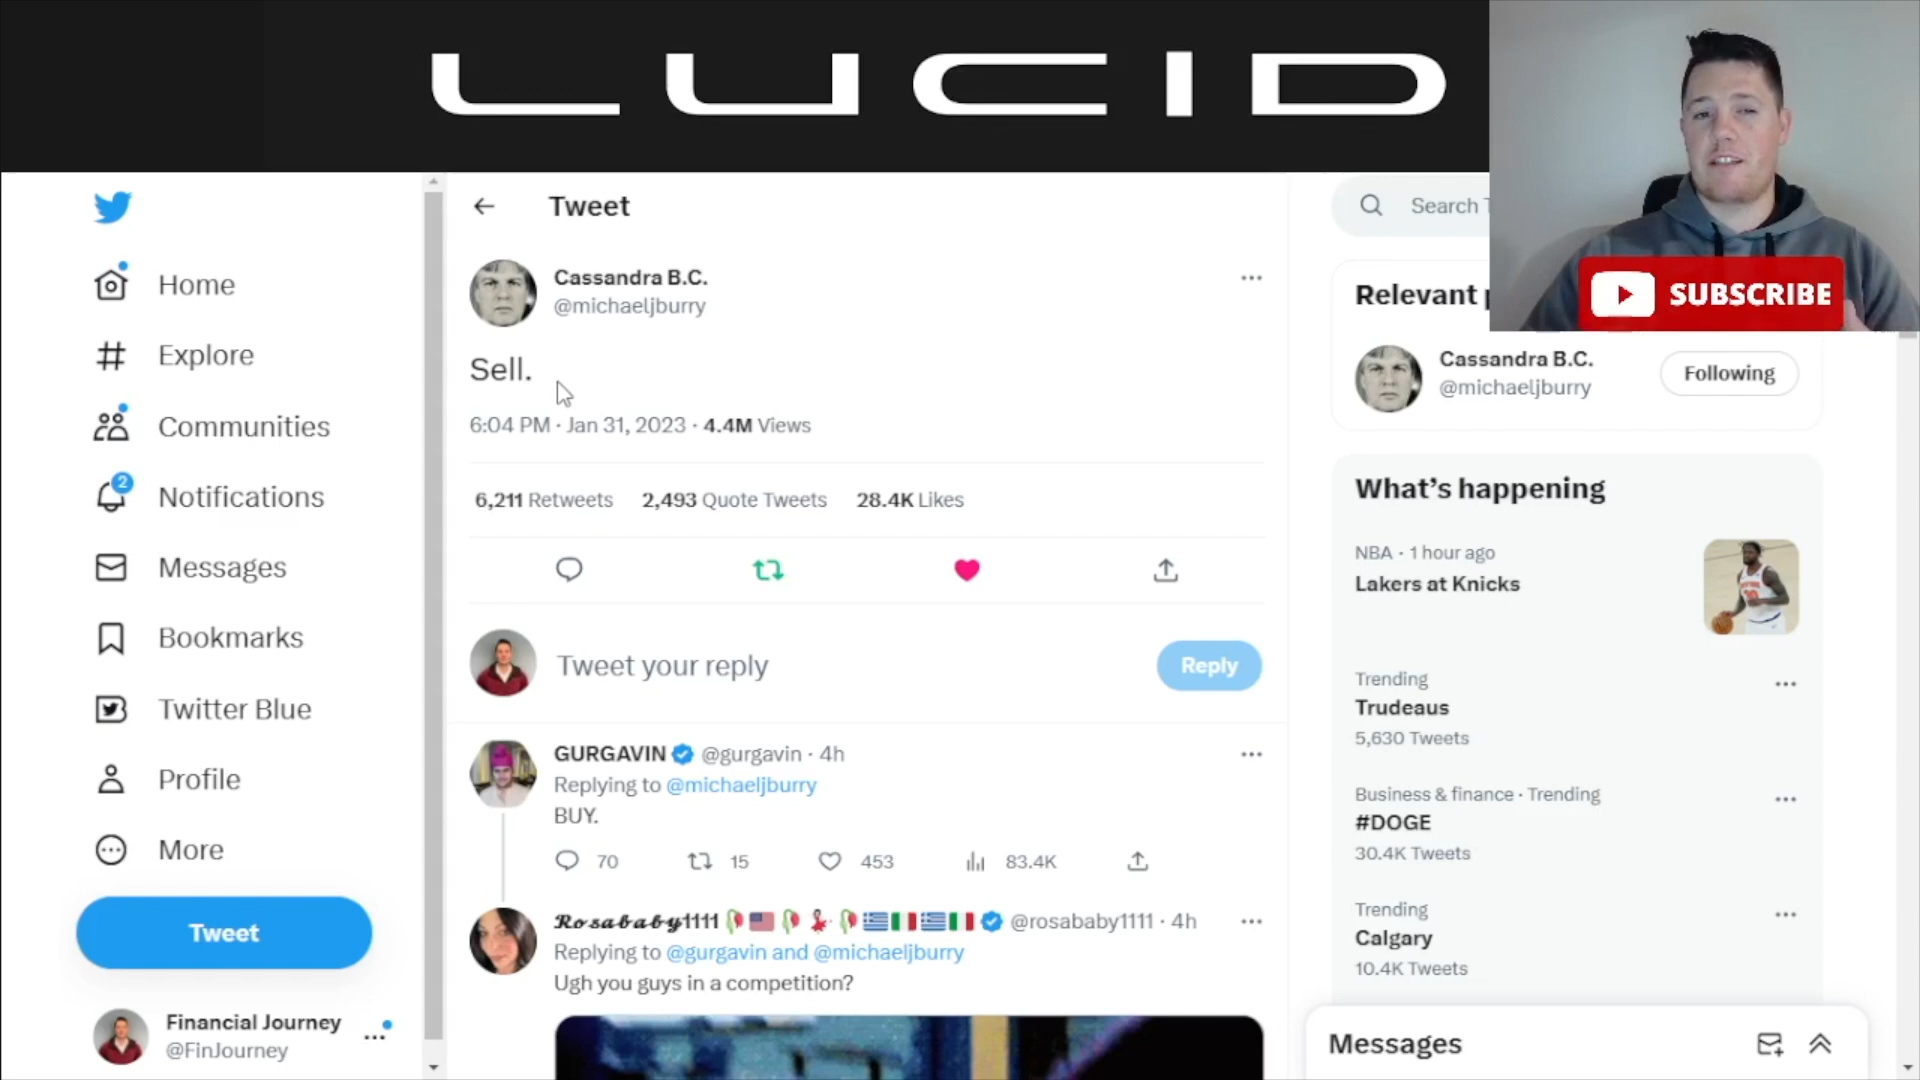 LUCID
Home
Explore
Communities
2
Notifications
Messages
Bookmarks
Twitter Blue
Profile
More
Tweet
Financial Journey
@FinJourney
Tweet
Cassandra B.C.
@michaeljburry
Sell.
6:04 PM · Jan 31, 2023 · 4.4M Views
6,211 Retweets 2,493 Quote Tweets 28.4K Likes
Tweet your reply
Reply
GURGAVIN @gurgavin · 4h
Replying to @michaeljburry
BUY.
70 15 453 83.4K
𝓡𝓸𝓼𝓪𝓫𝓪𝓫𝔂1111 🥀🇺🇸🥀💃🥀🇬🇷🇮🇹🇬🇷🇮🇹 @rosababy1111 · 4h
Replying to @gurgavin and @michaeljburry
Ugh you guys in a competition?
Search
SUBSCRIBE
Relevant
Cassandra B.C.
@michaeljburry
Following
What's happening
NBA · 1 hour ago
Lakers at Knicks
Trending
Trudeaus
5,630 Tweets
Business & finance · Trending
#DOGE
30.4K Tweets
Trending
Calgary
10.4K Tweets
Messages